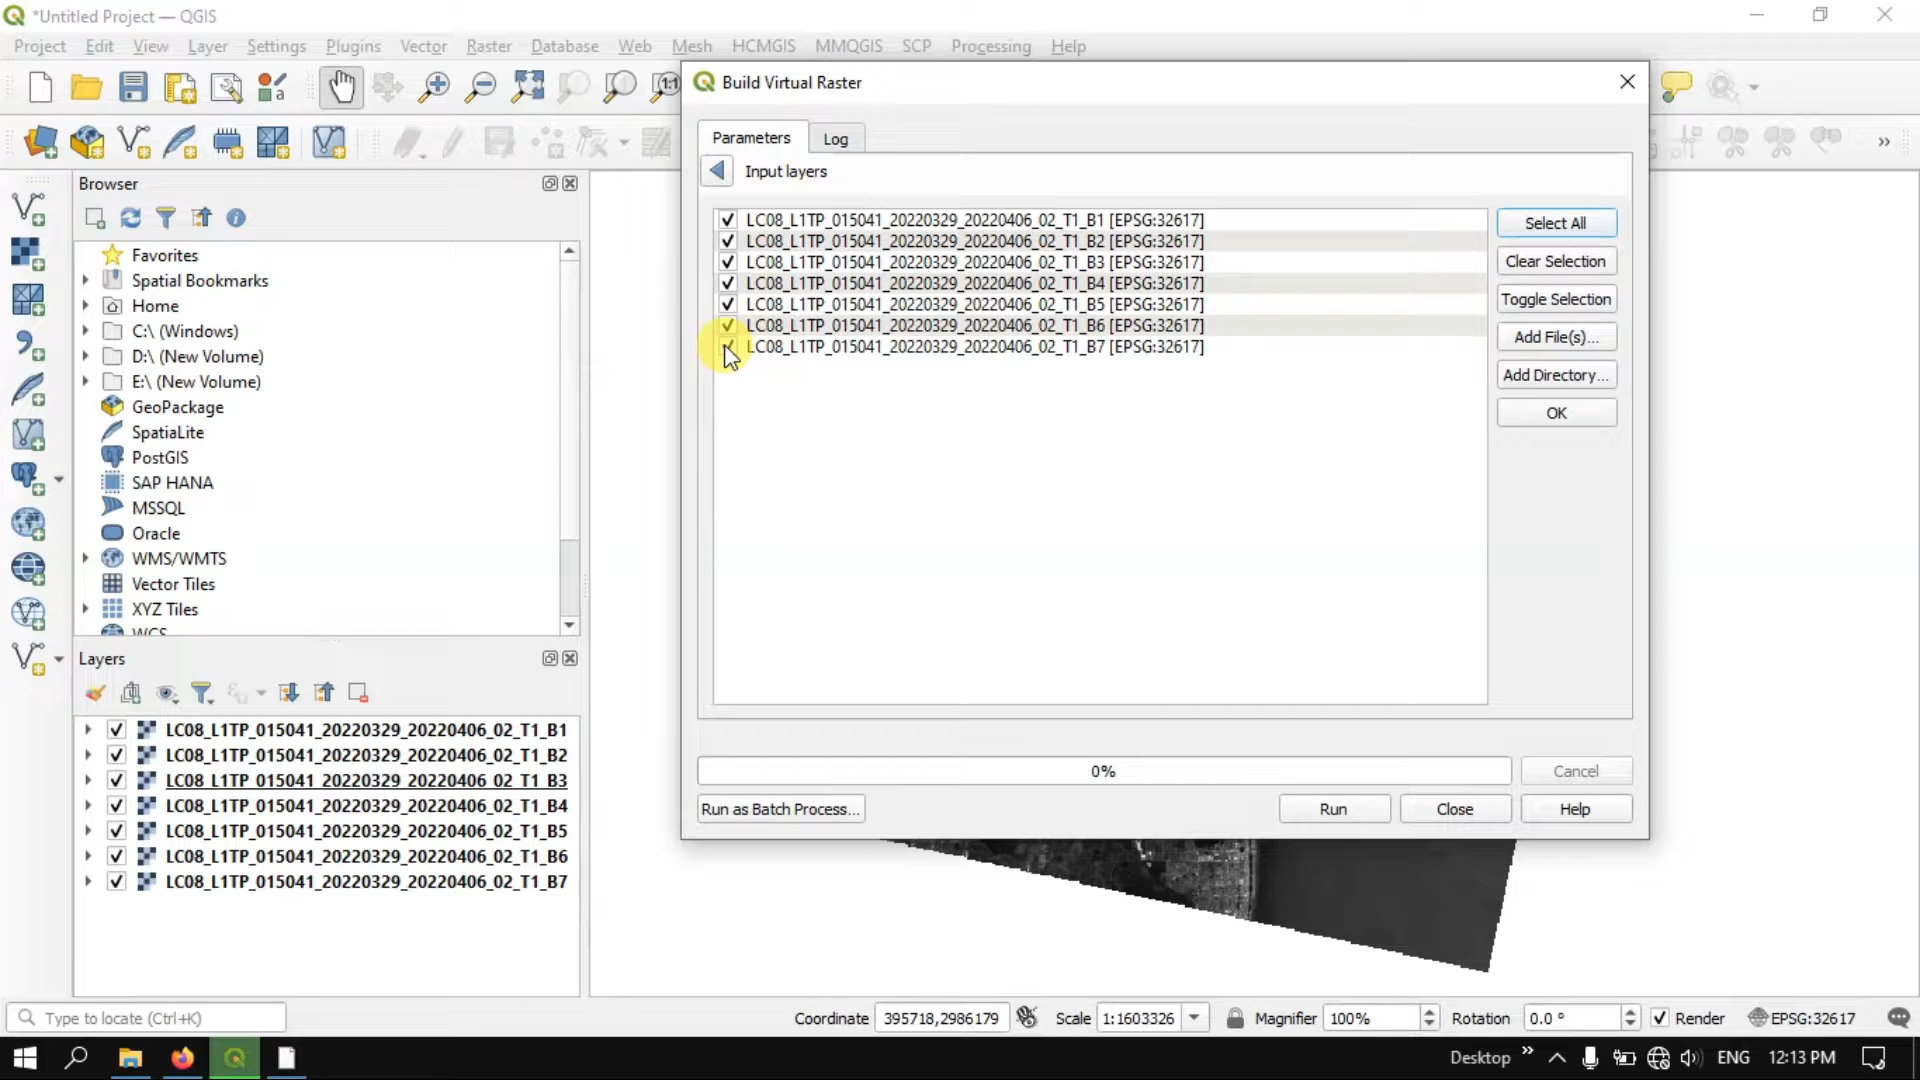 *Untitled Project — QGIS
Project Edit View Layer Settings Plugins Vector Raster Database Web Mesh HCMGIS MMQGIS SCP Processing Help
1:1
Build Virtual Raster
Parameters Log
Input layers
LC08_L1TP_015041_20220329_20220406_02_T1_B1 [EPSG:32617]
LC08_L1TP_015041_20220329_20220406_02_T1_B2 [EPSG:32617]
LC08_L1TP_015041_20220329_20220406_02_T1_B3 [EPSG:32617]
LC08_L1TP_015041_20220329_20220406_02_T1_B4 [EPSG:32617]
LC08_L1TP_015041_20220329_20220406_02_T1_B5 [EPSG:32617]
LC08_L1TP_015041_20220329_20220406_02_T1_B6 [EPSG:32617]
LC08_L1TP_015041_20220329_20220406_02_T1_B7 [EPSG:32617]
Select All
Clear Selection
Toggle Selection
Add File(s)...
Add Directory...
OK
0%
Cancel
Run as Batch Process...
Run
Close
Help
Browser
Favorites
Spatial Bookmarks
Home
C:\ (Windows)
D:\ (New Volume)
E:\ (New Volume)
GeoPackage
SpatiaLite
PostGIS
SAP HANA
MSSQL
Oracle
WMS/WMTS
Vector Tiles
XYZ Tiles
WCS
Layers
LC08_L1TP_015041_20220329_20220406_02_T1_B1
LC08_L1TP_015041_20220329_20220406_02_T1_B2
LC08_L1TP_015041_20220329_20220406_02_T1_B3
LC08_L1TP_015041_20220329_20220406_02_T1_B4
LC08_L1TP_015041_20220329_20220406_02_T1_B5
LC08_L1TP_015041_20220329_20220406_02_T1_B6
LC08_L1TP_015041_20220329_20220406_02_T1_B7
Type to locate (Ctrl+K)
Coordinate 395718,2986179 Scale 1:1603326 Magnifier 100% Rotation 0.0 ° Render EPSG:32617
Desktop » ENG 12:13 PM